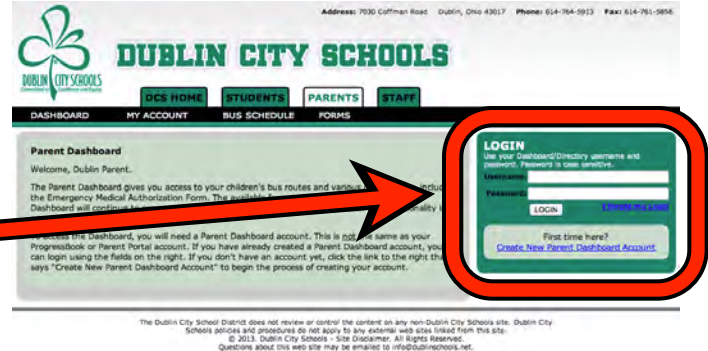 Address: 7030 Coffman Road Dublin, Ohio 43017 Phone: 614-764-5913 Fax: 614-761-5856
DUBLIN CITY SCHOOLS
DUBLIN CITY SCHOOLS
DCS HOME STUDENTS PARENTS STAFF
DASHBOARD MY ACCOUNT BUS SCHEDULE FORMS
Parent Dashboard
Welcome, Dublin Parent.
The Parent Dashboard gives you access to your children's bus routes and various
the Emergency Medical Authorization Form. The available
Dashboard will continue to
To access the Dashboard, you will need a Parent Dashboard account. This is not the same as your
ProgressBook or Parent Portal account. If you have already created a Parent Dashboard account, you
can login using the fields on the right. If you don't have an account yet, click the link to the right that
says "Create New Parent Dashboard Account" to begin the process of creating your account.
LOGIN
Use your Dashboard/Directory username and
password. Password is case sensitive.
Username:
Password:
LOGIN
First time here?
Create New Parent Dashboard Account
The Dublin City School District does not review or control the content on any non-Dublin City Schools site. Dublin City
Schools policies and procedures do not apply to any external web sites linked from this site.
© 2013. Dublin City Schools - Site Disclaimer. All Rights Reserved.
Questions about this web site may be emailed to info@dublinschools.net.